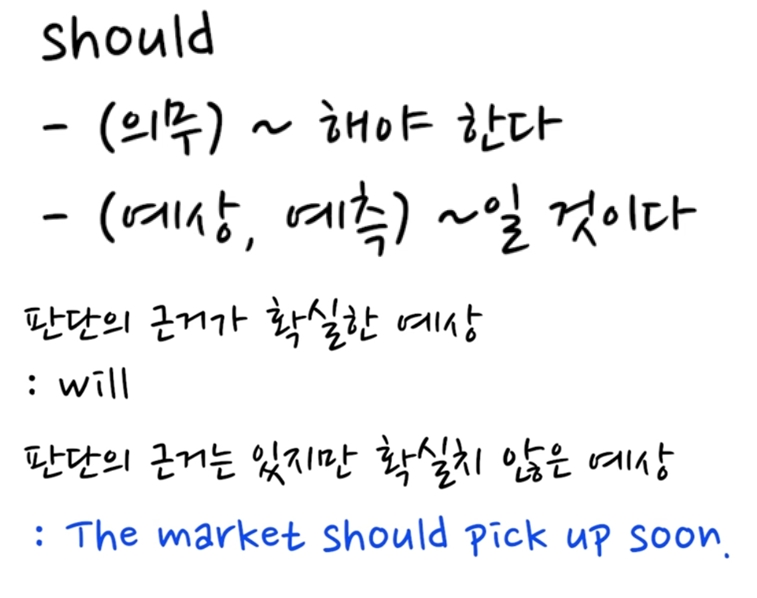 should
- (의무) ~ 해야 한다
- (예상, 예측) ~일 것이다
판단의 근거가 확실한 예상
: will
판단의 근거는 있지만 확실치 않은 예상
: The market should pick up soon.